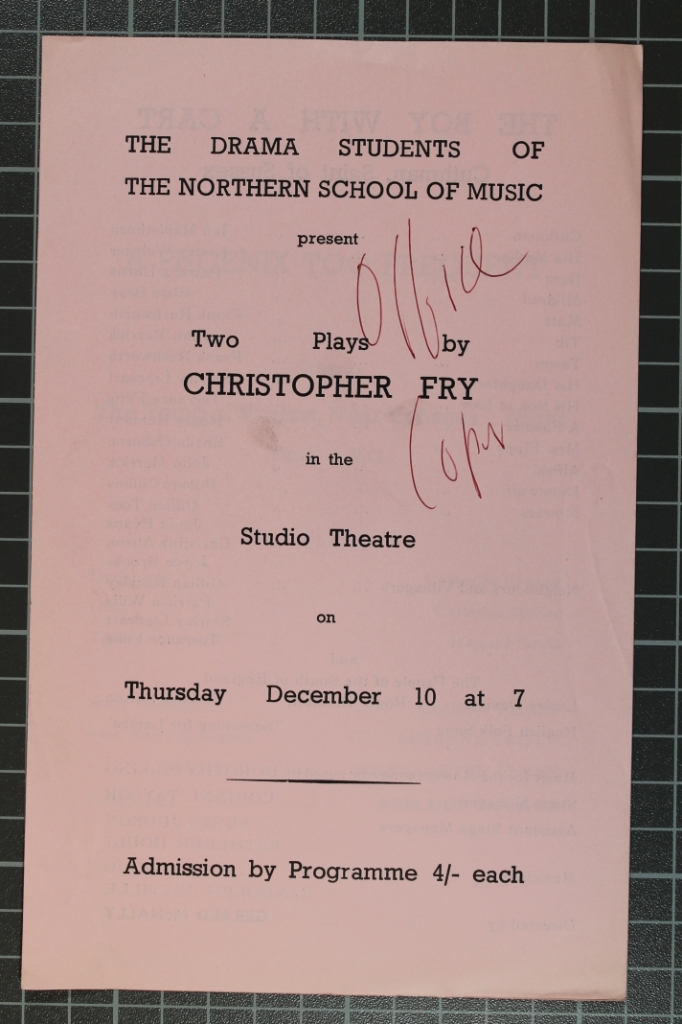 THE DRAMA STUDENTS OF
THE NORTHERN SCHOOL OF MUSIC
present
Office
Two Plays by
CHRISTOPHER FRY
Copy
in the
Studio Theatre
on
Thursday December 10 at 7
Admission by Programme 4/- each